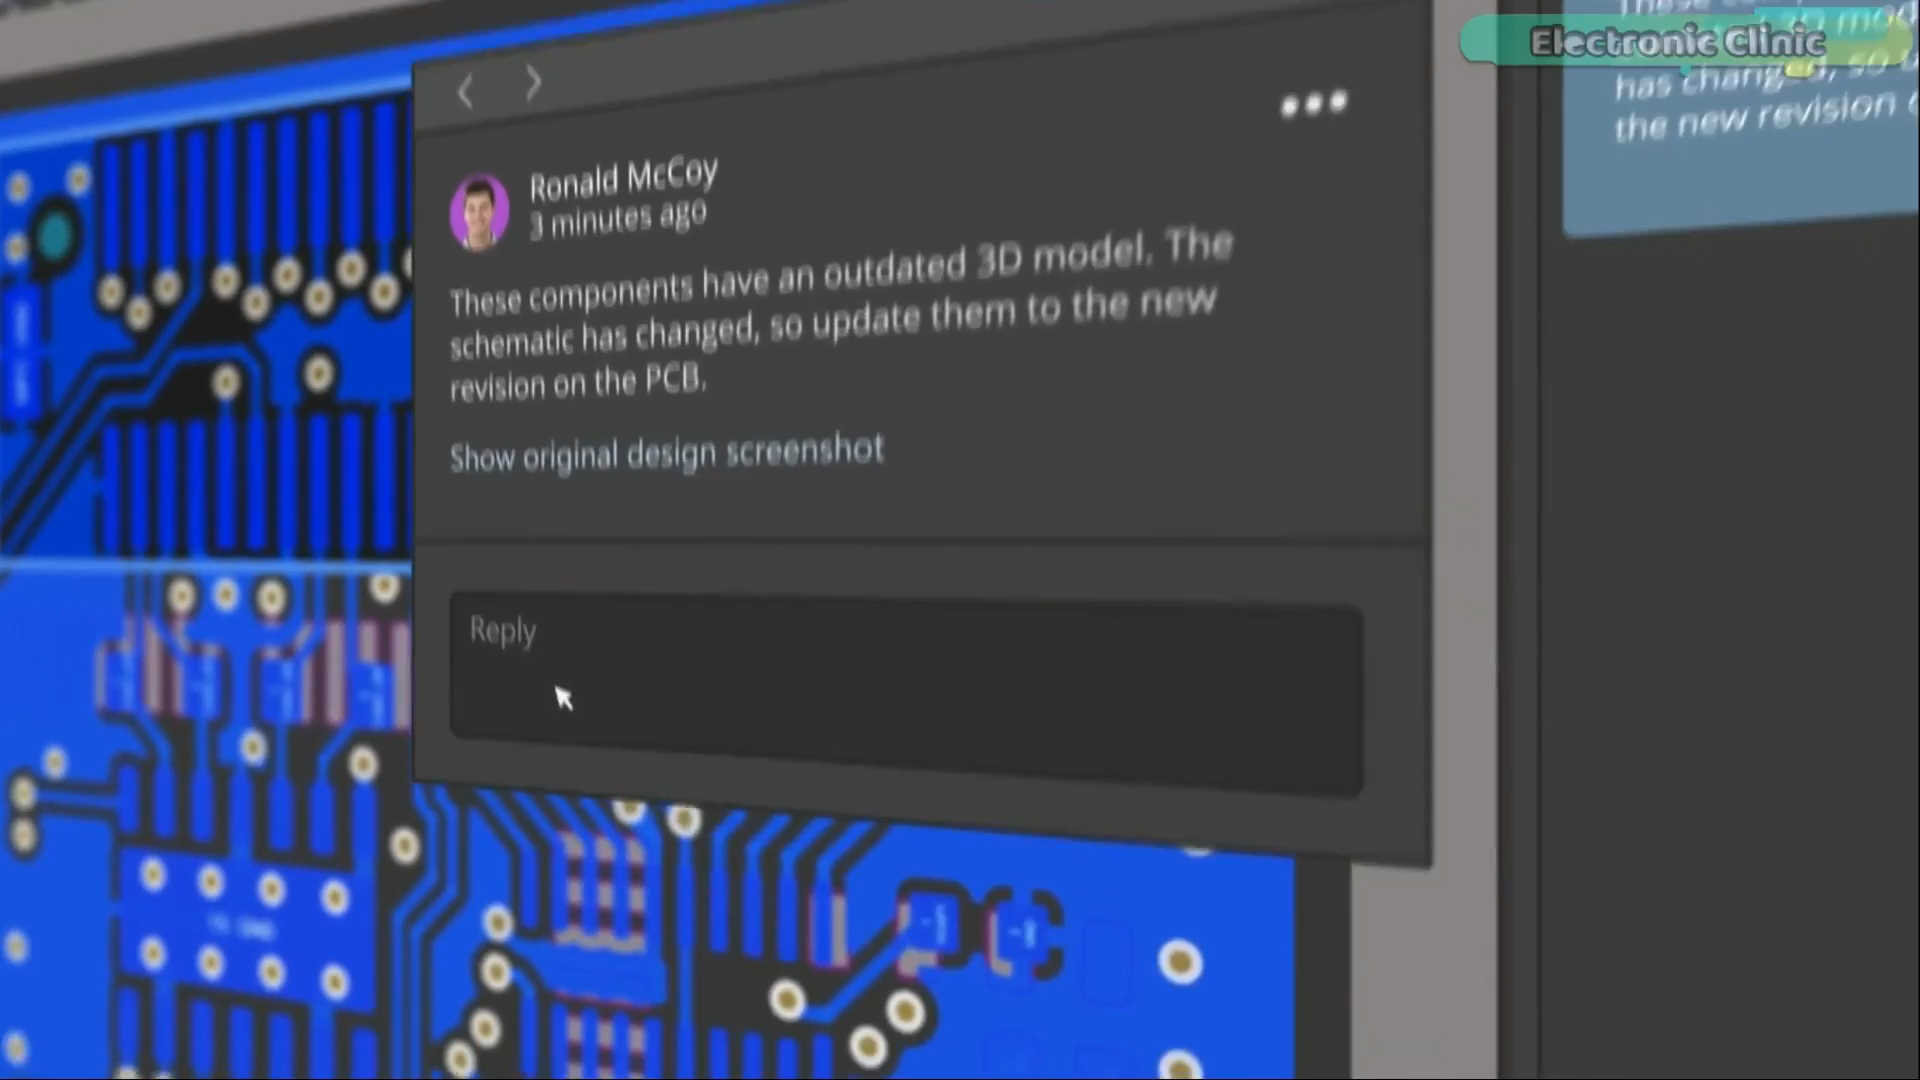 Electronic Clinic
Ronald McCoy
3 minutes ago
These components have an outdated 3D model. The
schematic has changed, so update them to the new
revision on the PCB.
Show original design screenshot
Reply
has changed, so
the new revision